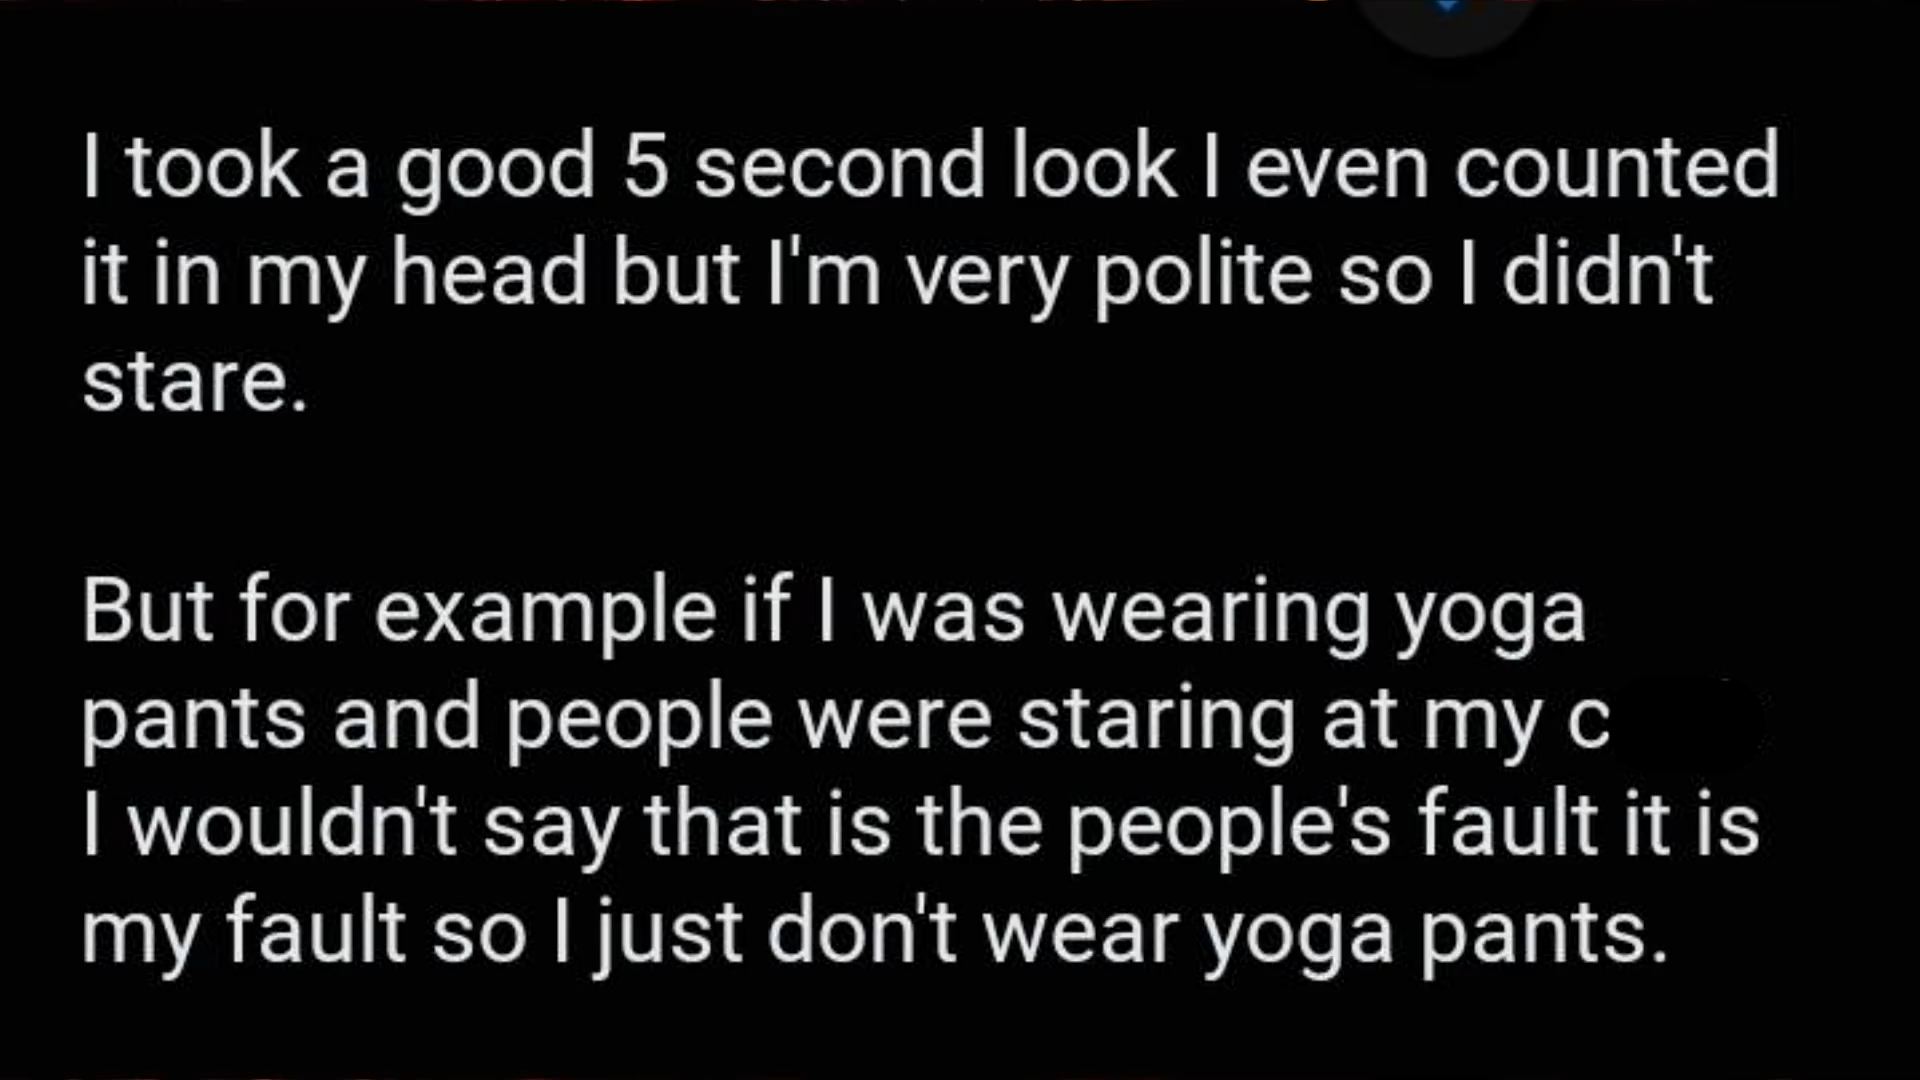 I took a good 5 second look I even counted
it in my head but I'm very polite so I didn't
stare.
But for example if I was wearing yoga
pants and people were staring at my c
I wouldn't say that is the people's fault it is
my fault so I just don't wear yoga pants.